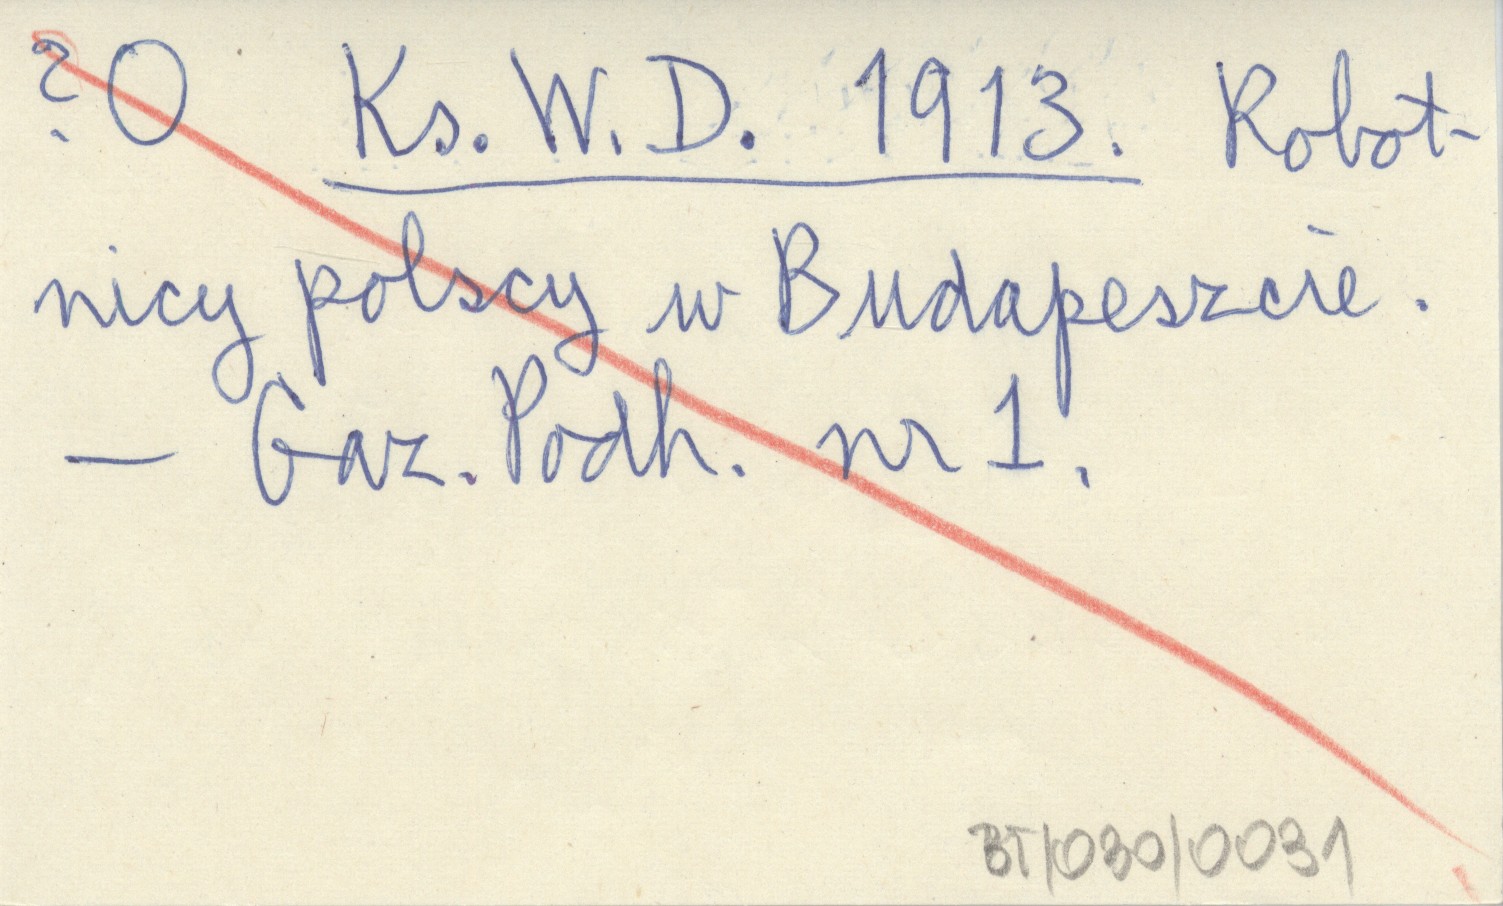 ?O Ks. W. D. 1913. Robot-
nicy polscy w Budapeszcie.
— Gaz. Podh. nr 1.
BT/030/0031